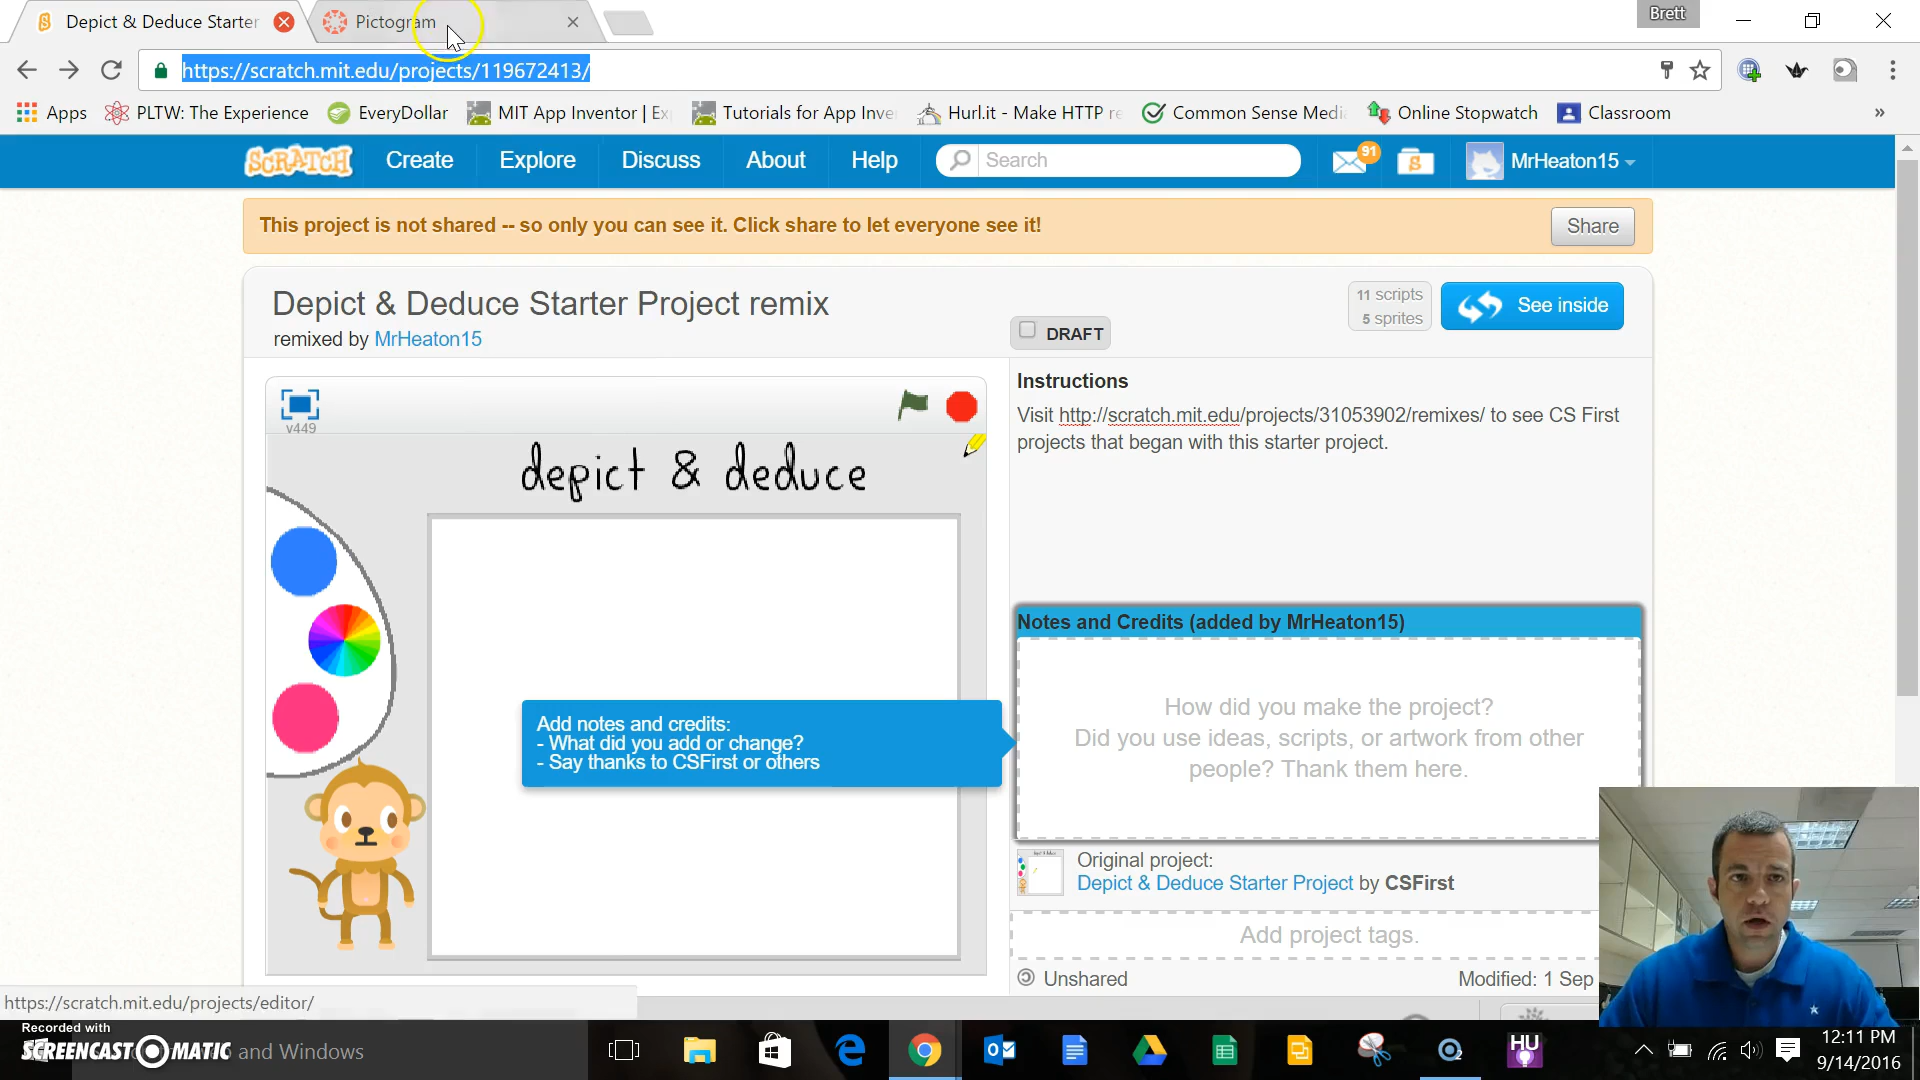 Depict & Deduce Starter
Pictogram
Brett
https://scratch.mit.edu/projects/119672413/
Apps
PLTW: The Experience
EveryDollar
MIT App Inventor | Ex
Tutorials for App Inve
Hurl.it - Make HTTP re
Common Sense Medi
Online Stopwatch
Classroom
»
SCRATCH
Create
Explore
Discuss
About
Help
Search
91
S
MrHeaton15
This project is not shared -- so only you can see it. Click share to let everyone see it!
Share
Depict & Deduce Starter Project remix
remixed by MrHeaton15
DRAFT
11 scripts
5 sprites
See inside
v449
depict & deduce
Instructions
Visit http://scratch.mit.edu/projects/31053902/remixes/ to see CS First
projects that began with this starter project.
Notes and Credits (added by MrHeaton15)
How did you make the project?
Did you use ideas, scripts, or artwork from other
people? Thank them here.
Add notes and credits:
- What did you add or change?
- Say thanks to CSFirst or others
Original project:
Depict & Deduce Starter Project by CSFirst
Add project tags.
Unshared
Modified: 1 Sep
https://scratch.mit.edu/projects/editor/
Recorded with
SCREENCAST-O-MATIC
and Windows
HU
12:11 PM
9/14/2016